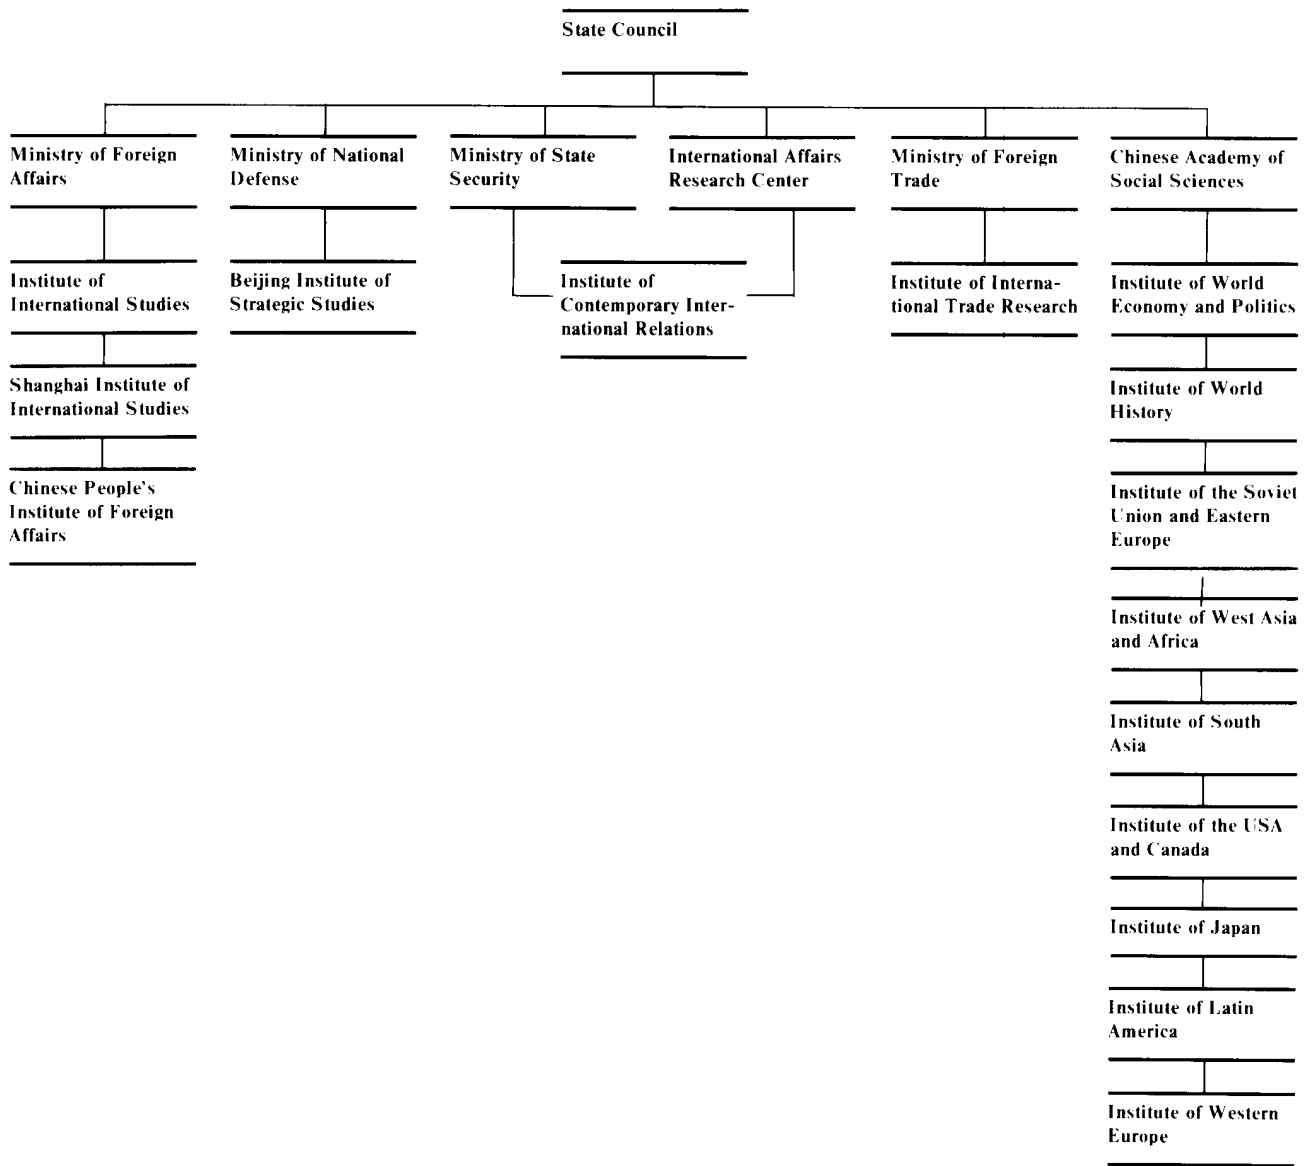 State Council
Ministry of Foreign
Affairs
Ministry of National
Defense
Ministry of State
Security
International Affairs
Research Center
Ministry of Foreign
Trade
Chinese Academy of
Social Sciences
Institute of
International Studies
Beijing Institute of
Strategic Studies
Institute of
Contemporary Inter-
national Relations
Institute of Interna-
tional Trade Research
Institute of World
Economy and Politics
Shanghai Institute of
International Studies
Institute of World
History
Chinese People's
Institute of Foreign
Affairs
Institute of the Soviet
Union and Eastern
Europe
Institute of West Asia
and Africa
Institute of South
Asia
Institute of the USA
and Canada
Institute of Japan
Institute of Latin
America
Institute of Western
Europe